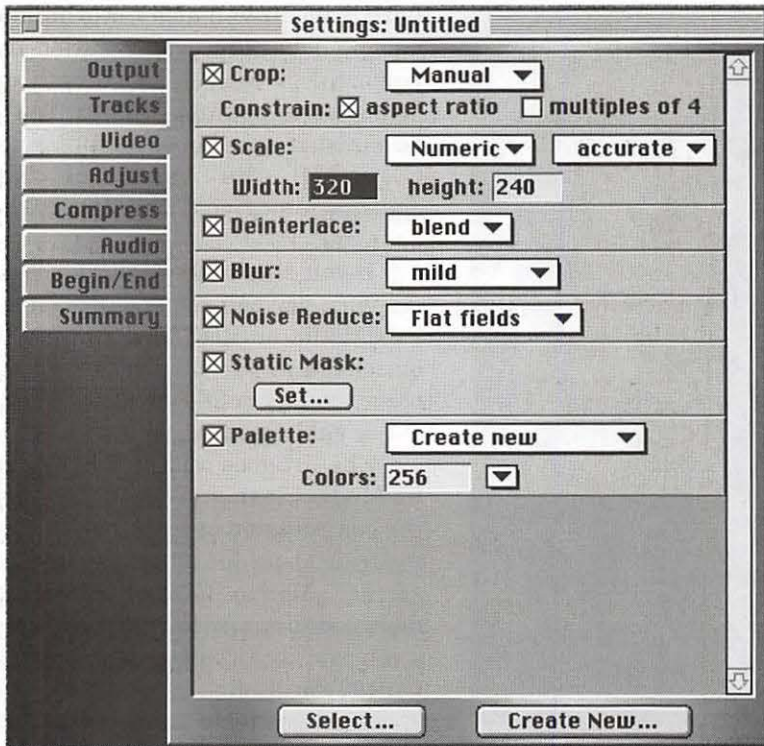 Settings: Untitled
Output
Tracks
Video
Adjust
Compress
Audio
Begin/End
Summary
Crop: Manual
Constrain: aspect ratio multiples of 4
Scale: Numeric accurate
Width: 320 height: 240
Deinterlace: blend
Blur: mild
Noise Reduce: Flat fields
Static Mask:
Set...
Palette: Create new
Colors: 256
Select... Create New...